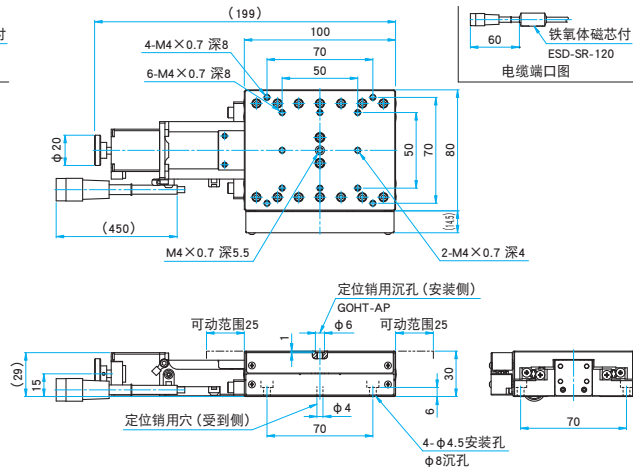 付
(199)
100
4-M4×0.7 深8
70
6-M4×0.7 深8
50
60
铁氧体磁芯付
ESD-SR-120
电缆端口图
φ20
50
70
80
(14.5)
(450)
M4×0.7 深5.5
2-M4×0.7 深4
定位销用沉孔 (安装侧)
GOHT-AP
可动范围25
φ6
可动范围25
1
(29)
15
30
6
定位销用穴 (受到侧)
φ4
70
4-φ4.5安装孔
φ8沉孔
70